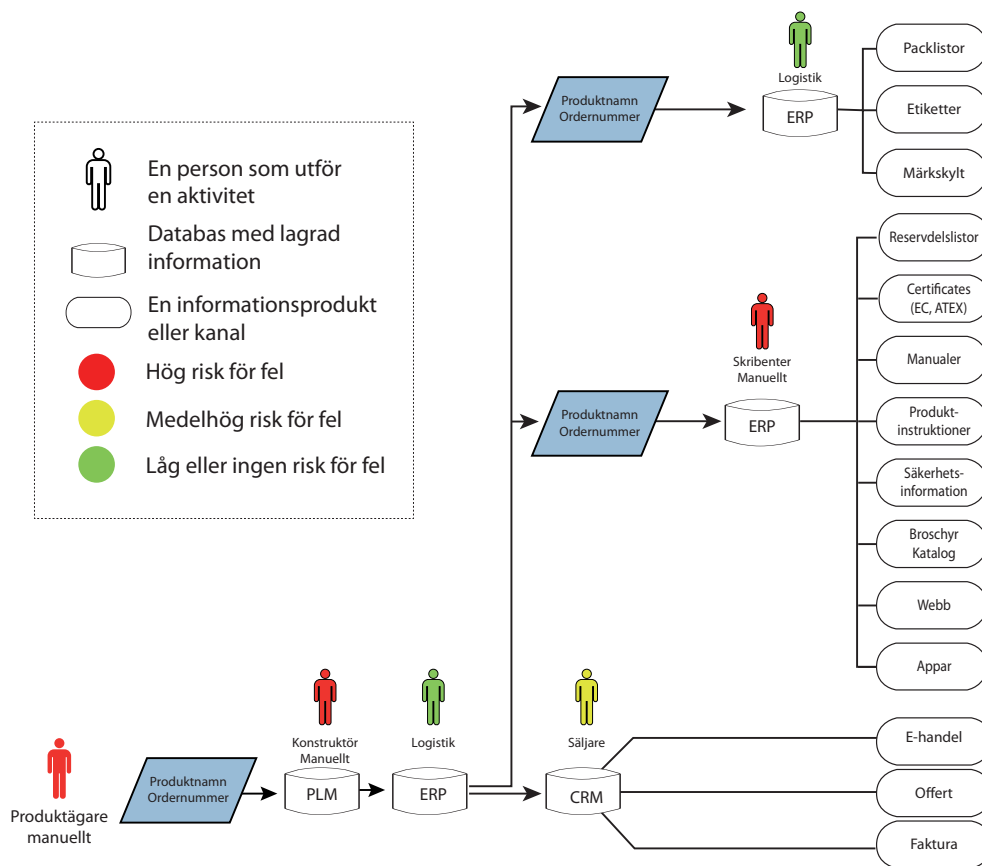 En person som utför
en aktivitet
Databas med lagrad
information
En informationsprodukt
eller kanal
Hög risk för fel
Medelhög risk för fel
Låg eller ingen risk för fel
Produktnamn
Ordernummer
Logistik
ERP
Packlistor
Etiketter
Märkskylt
Produktnamn
Ordernummer
Skribenter
Manuellt
ERP
Reservdelslistor
Certificates
(EC, ATEX)
Manualer
Produkt-
instruktioner
Säkerhets-
information
Broschyr
Katalog
Webb
Appar
Produktägare
manuellt
Produktnamn
Ordernummer
Konstruktör
Manuellt
PLM
Logistik
ERP
Säljare
CRM
E-handel
Offert
Faktura